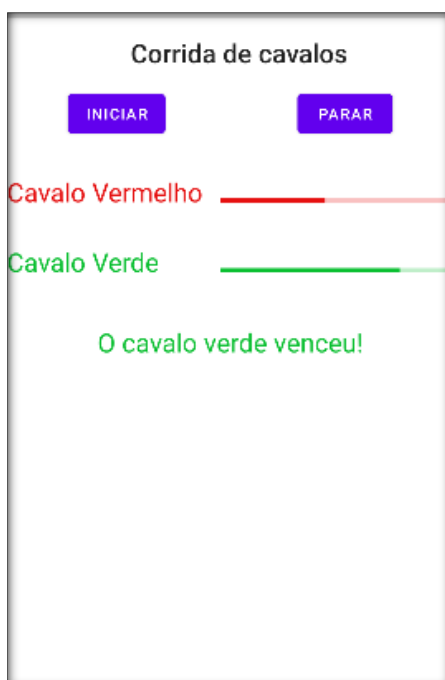 Corrida de cavalos
INICIAR PARAR
Cavalo Vermelho
Cavalo Verde
O cavalo verde venceu!